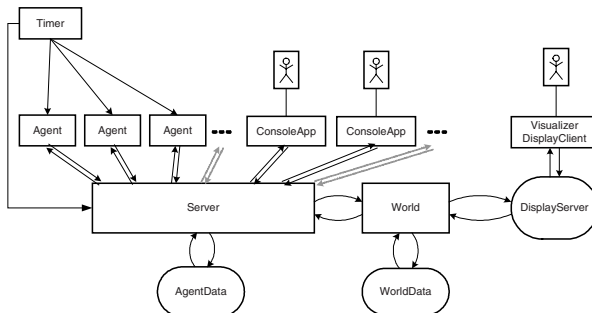 Timer
Agent
Agent
Agent
ConsoleApp
ConsoleApp
Visualizer
DisplayClient
Server
World
DisplayServer
AgentData
WorldData